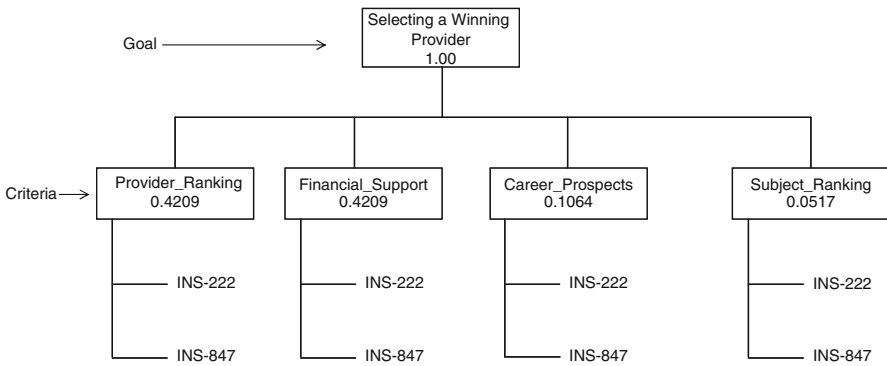 Goal
Selecting a Winning
Provider
1.00
Criteria
Provider_Ranking
0.4209
Financial_Support
0.4209
Career_Prospects
0.1064
Subject_Ranking
0.0517
INS-222
INS-222
INS-222
INS-222
INS-847
INS-847
INS-847
INS-847